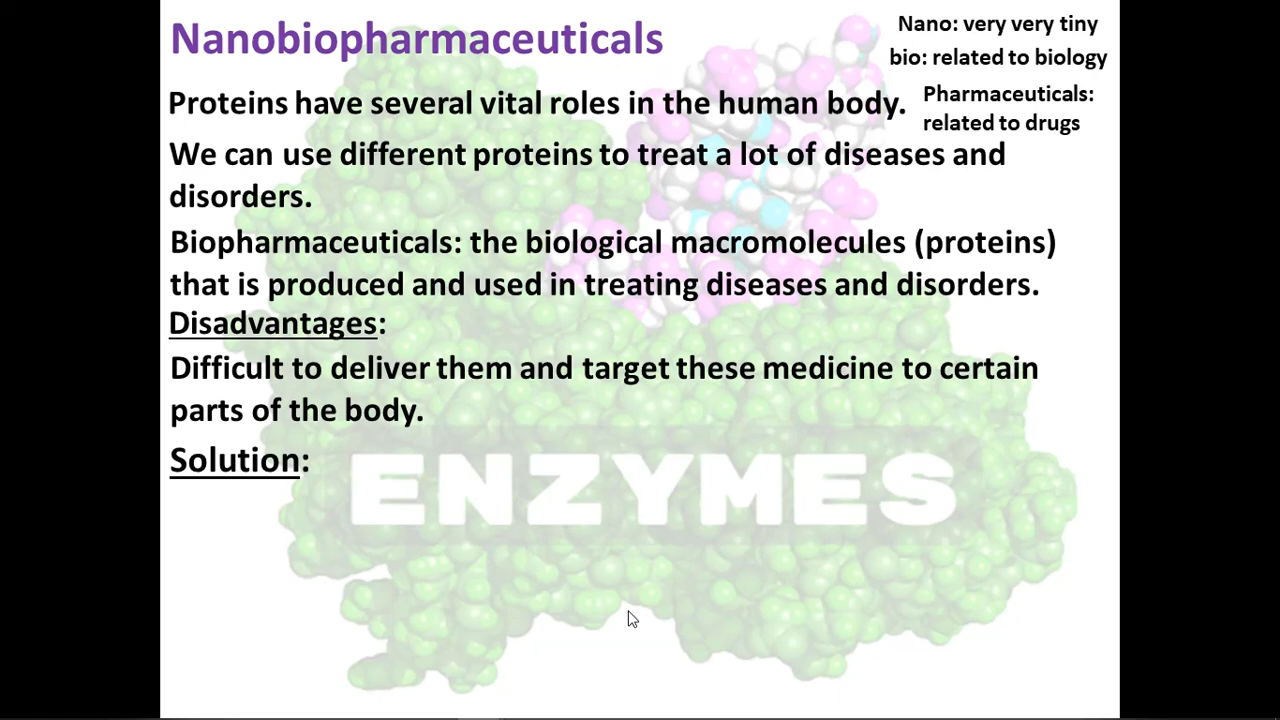 Nanobiopharmaceuticals
Nano: very very tiny
bio: related to biology
Pharmaceuticals:
related to drugs
Proteins have several vital roles in the human body.
We can use different proteins to treat a lot of diseases and
disorders.
Biopharmaceuticals: the biological macromolecules (proteins)
that is produced and used in treating diseases and disorders.
Disadvantages:
Difficult to deliver them and target these medicine to certain
parts of the body.
Solution:
ENZYMES